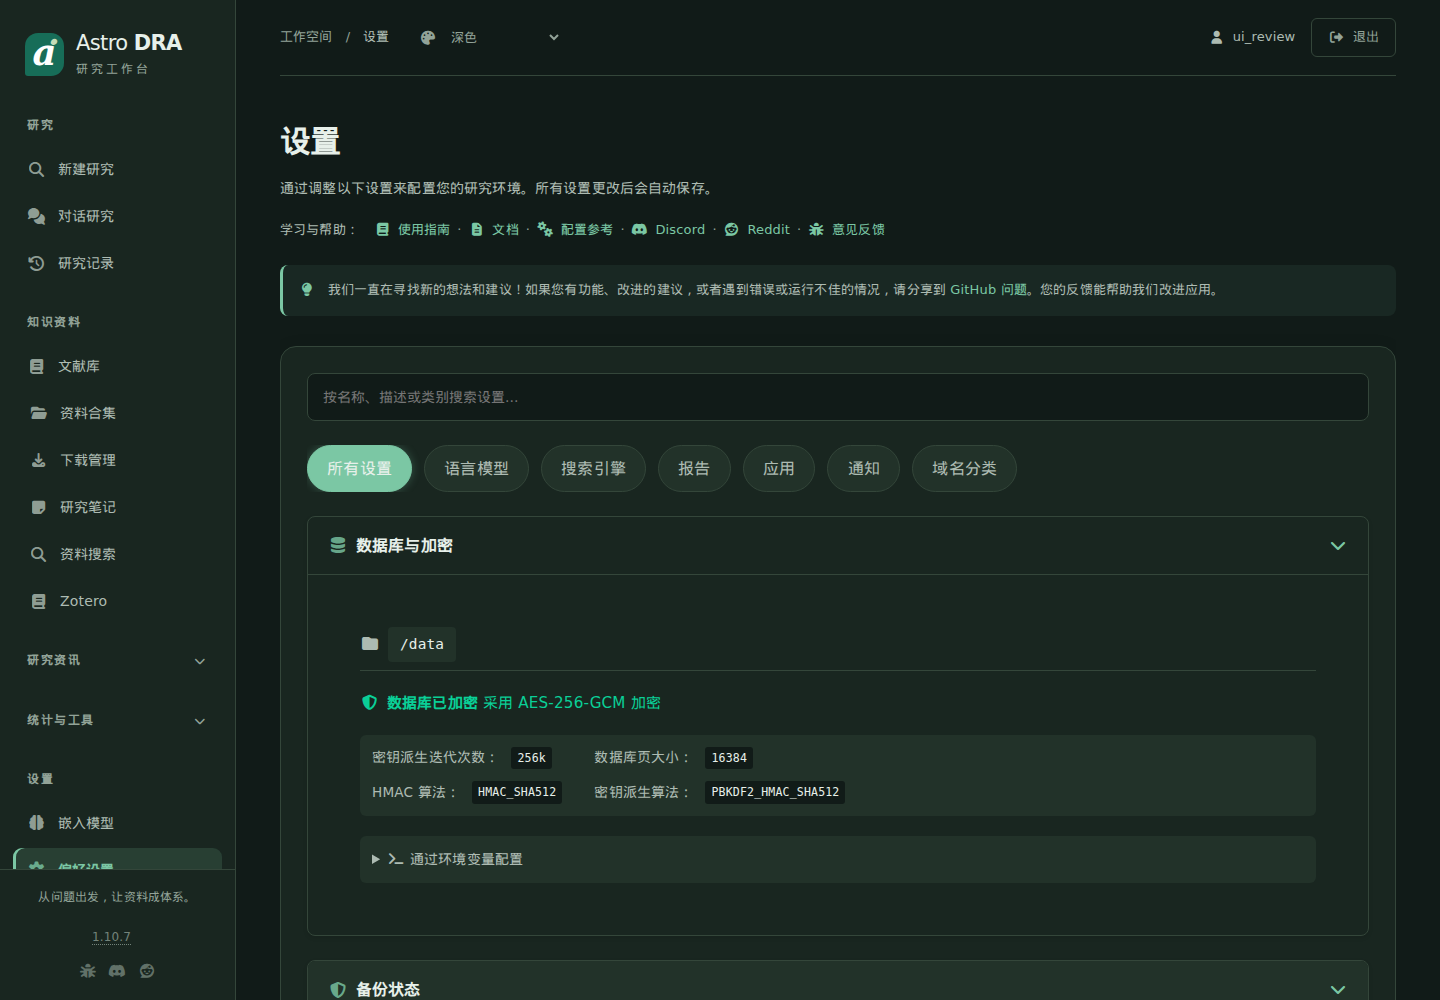 a
Astro DRA
研究工作台
研究
新建研究
对话研究
研究记录
知识资料
文献库
资料合集
下载管理
研究笔记
资料搜索
Zotero
研究资讯
统计与工具
设置
嵌入模型
偏好设置
从问题出发，让资料成体系。
1.10.7
工作空间 / 设置
深色
ui_review
退出
设置
通过调整以下设置来配置您的研究环境。所有设置更改后会自动保存。
学习与帮助： 使用指南 · 文档 · 配置参考 · Discord · Reddit · 意见反馈
我们一直在寻找新的想法和建议！如果您有功能、改进的建议，或者遇到错误或运行不佳的情况，请分享到 GitHub 问题。您的反馈能帮助我们改进应用。
按名称、描述或类别搜索设置...
所有设置 语言模型 搜索引擎 报告 应用 通知 域名分类
数据库与加密
/data
数据库已加密 采用 AES-256-GCM 加密
密钥派生迭代次数： 256k 数据库页大小： 16384
HMAC 算法： HMAC_SHA512 密钥派生算法： PBKDF2_HMAC_SHA512
通过环境变量配置
备份状态